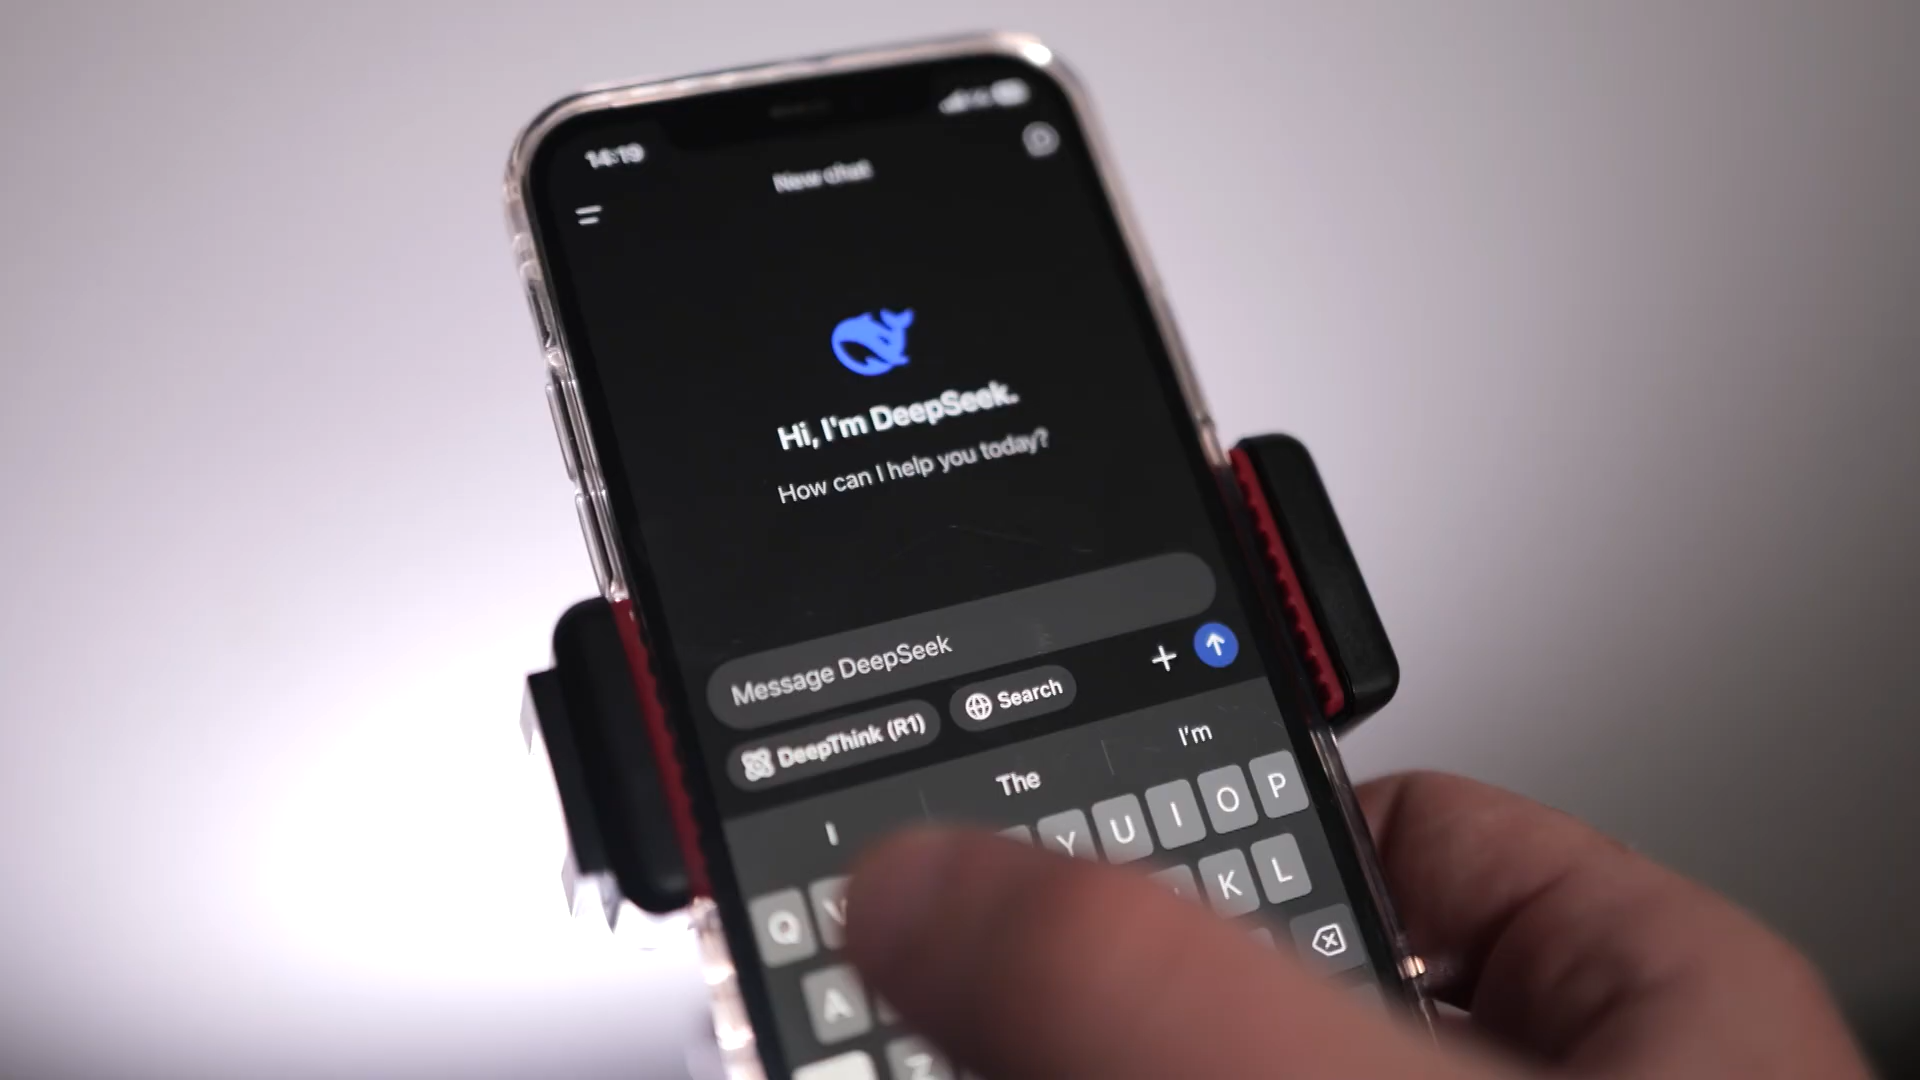 14:19
New chat
Hi, I'm DeepSeek.
How can I help you today?
Message DeepSeek
DeepThink (R1)
Search
I
The
I'm
Q
Y U I O P
A
K L
Z